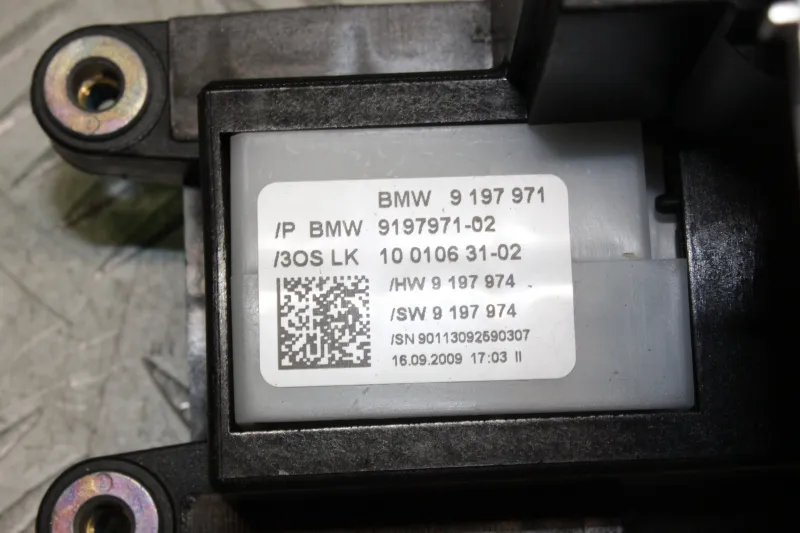 BMW 9 197 971
/P BMW 9197971-02
/3OS LK 10 0106 31-02
/HW 9 197 974
/SW 9 197 974
/SN 90113092590307
16.09.2009 17:03 II